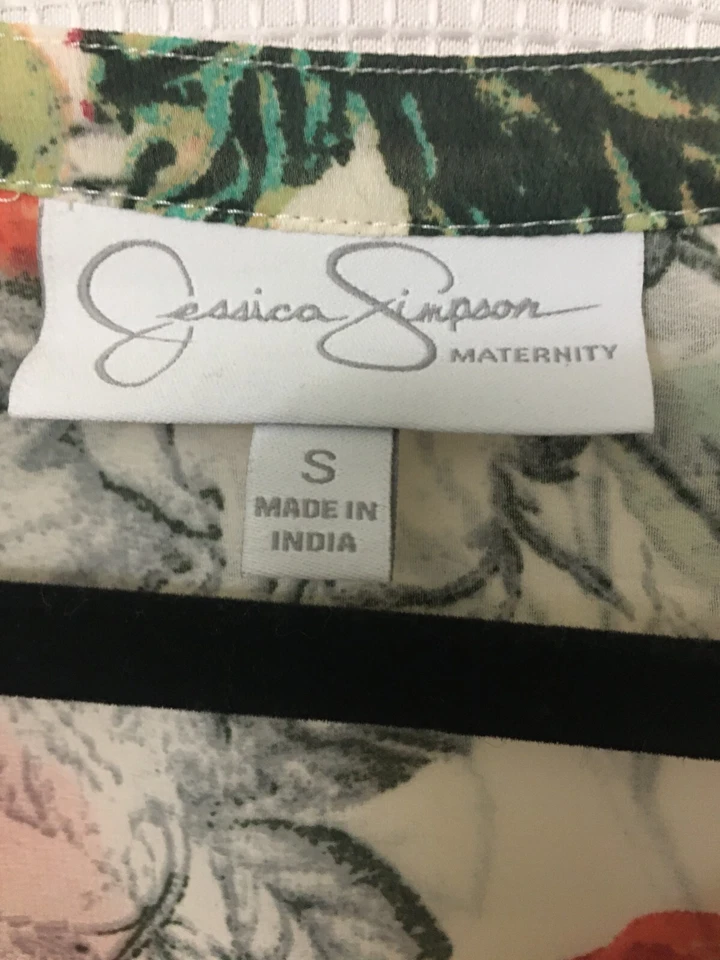 Jessica Simpson
MATERNITY
S
MADE IN
INDIA